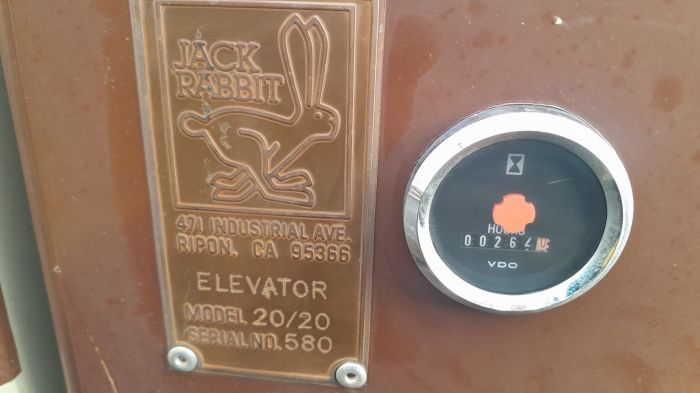 JACK
RABBIT
471 INDUSTRIAL AVE.
RIPON, CA 95366
ELEVATOR
MODEL 20/20
SERIAL NO. 580
HOURS
00264
VDO